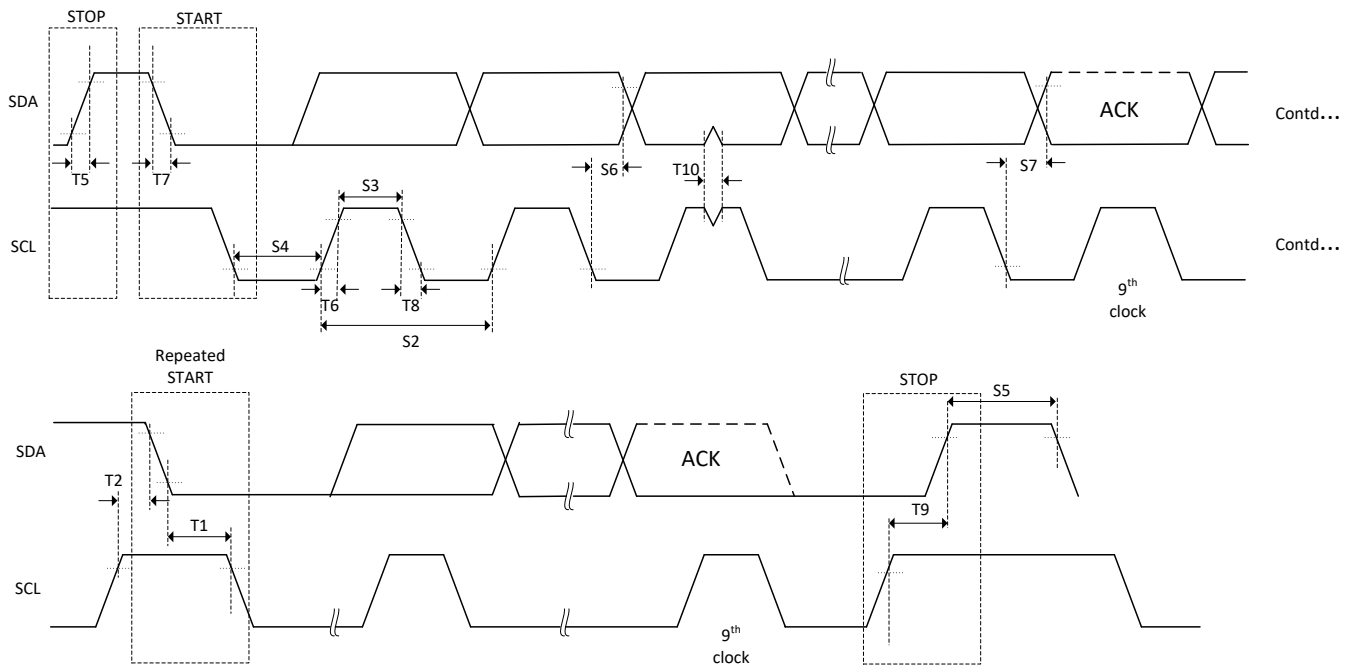 STOP
START
SDA
ACK
Contd...
T5
T7
S6
T10
S7
S3
SCL
S4
Contd...
T6
T8
9th
clock
S2
Repeated
START
STOP
S5
SDA
ACK
T2
T9
T1
SCL
9th
clock